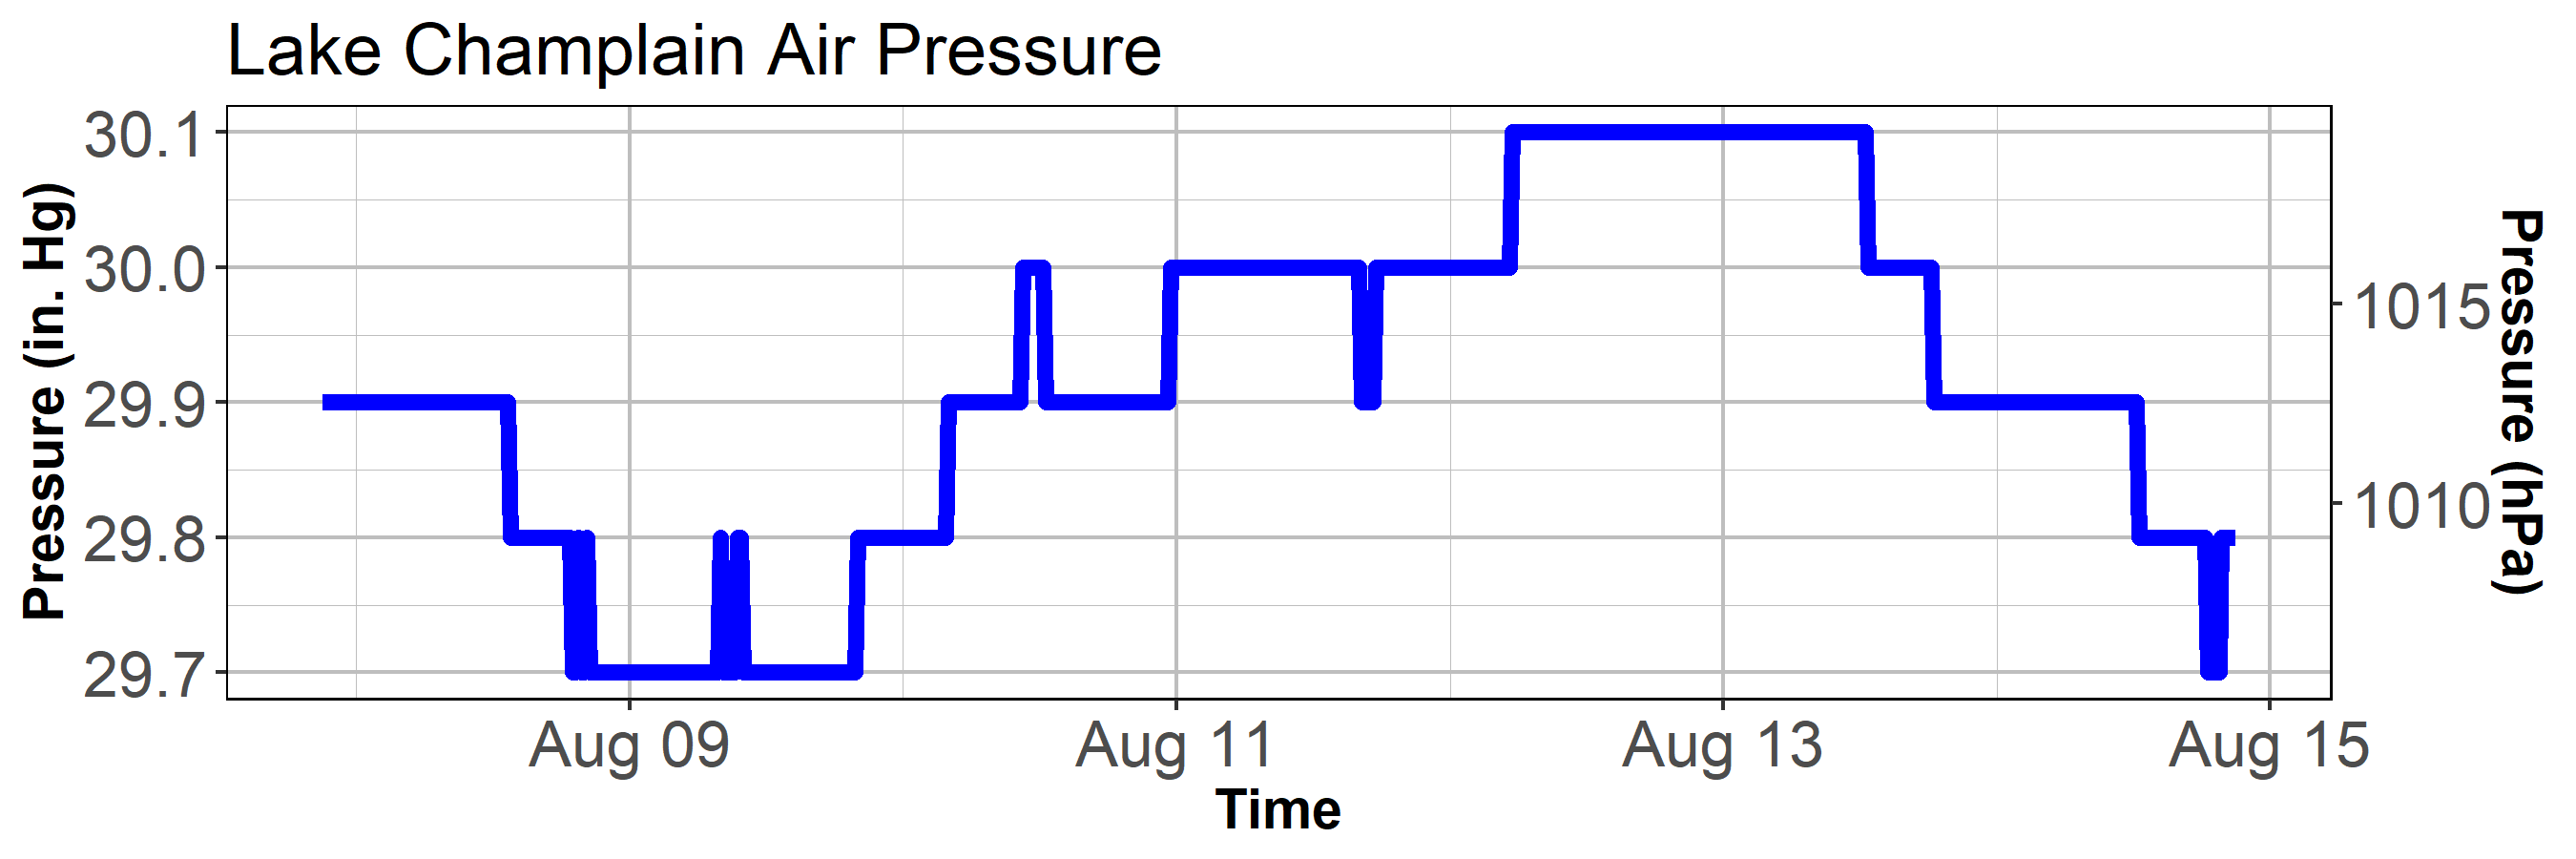 Lake Champlain Air Pressure
Pressure (in. Hg)
30.1
30.0
29.9
29.8
29.7
1015
1010
Pressure (hPa)
Aug 09 Aug 11 Aug 13 Aug 15
Time